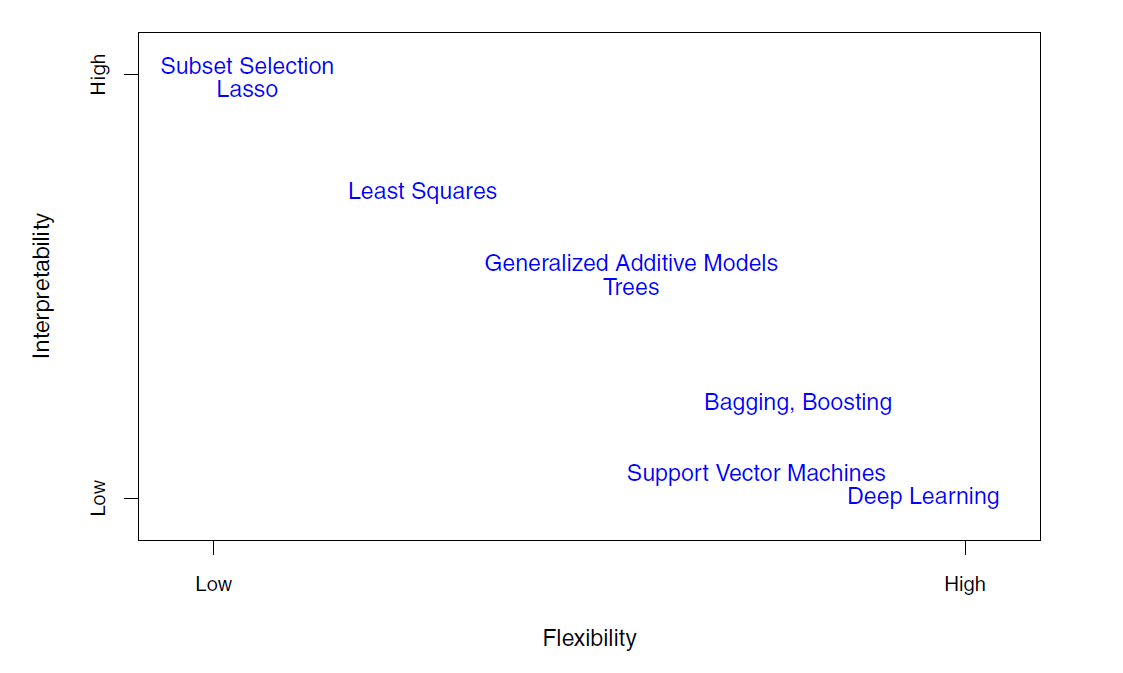 High
Subset Selection
Lasso
Least Squares
Interpretability
Generalized Additive Models
Trees
Bagging, Boosting
Support Vector Machines
Deep Learning
Low
Low
High
Flexibility